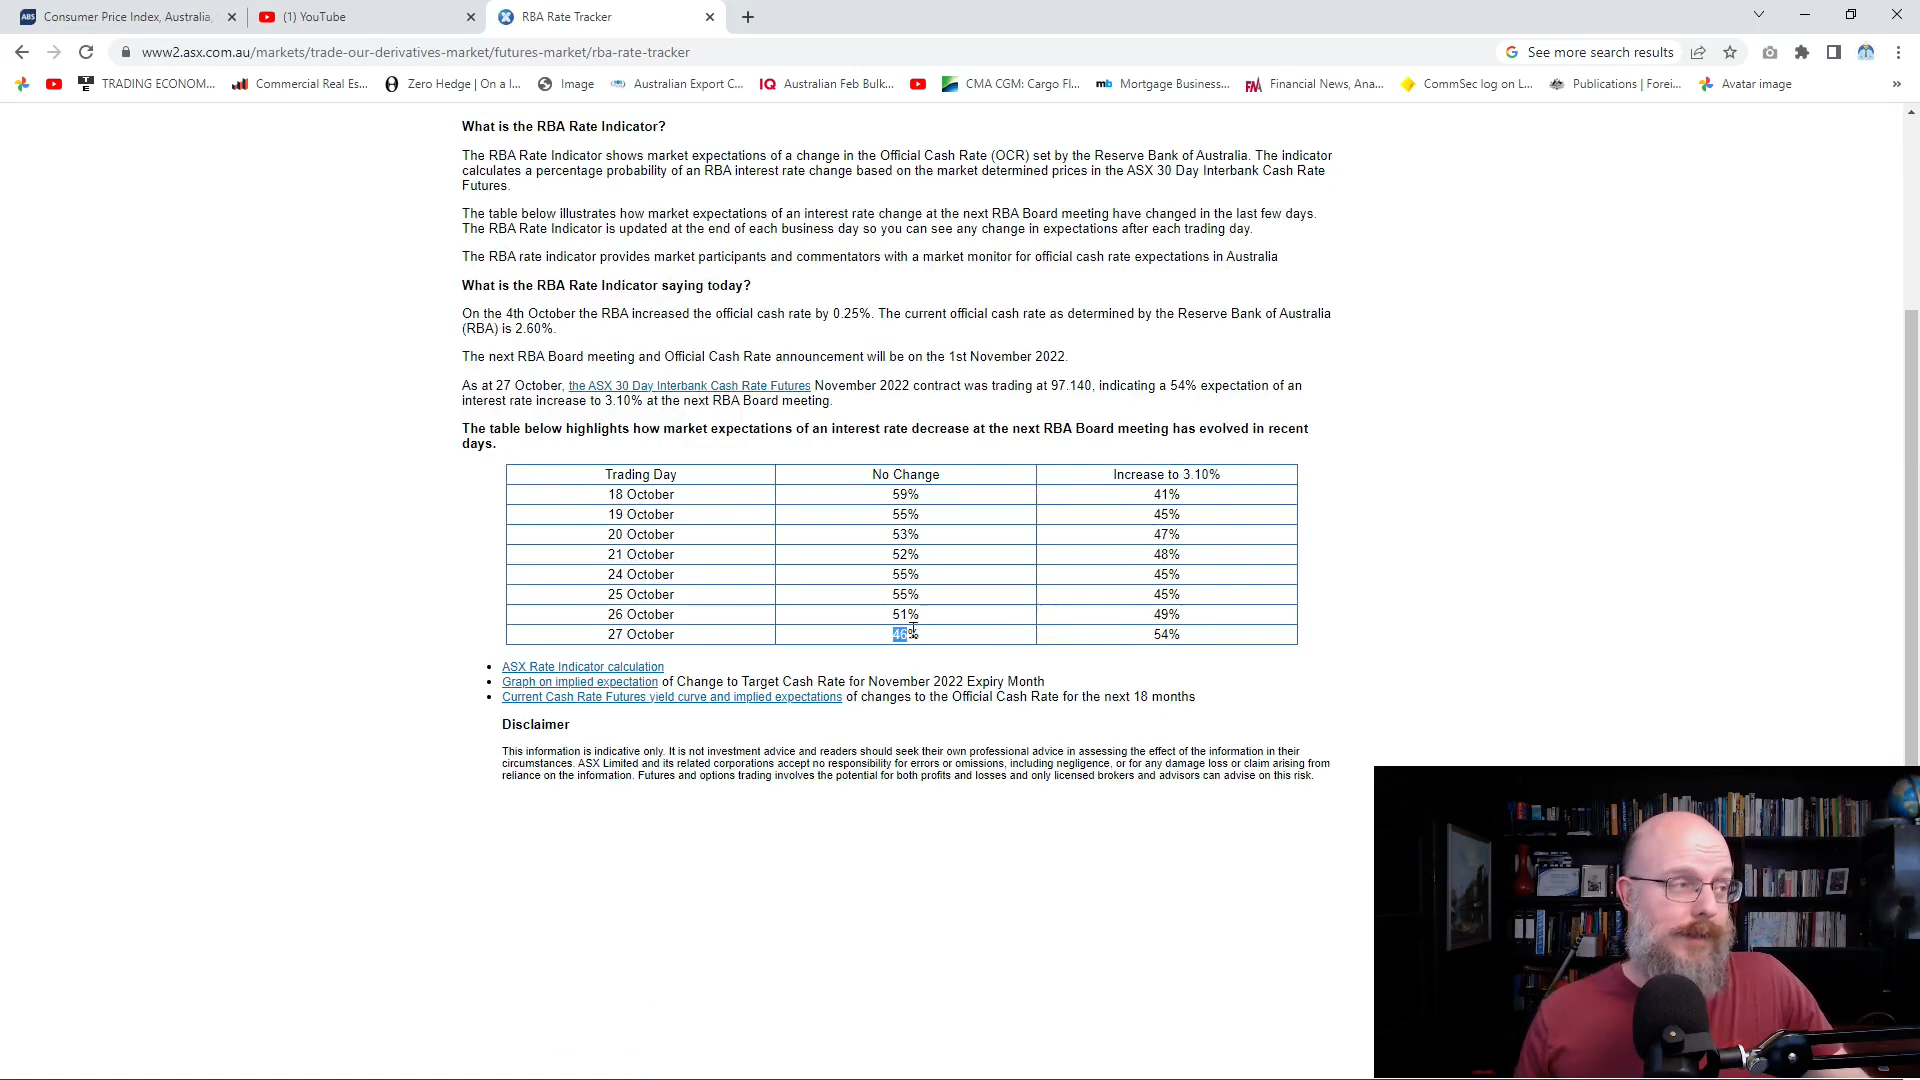 Consumer Price Index, Australia,
(1) YouTube
RBA Rate Tracker
www2.asx.com.au/markets/trade-our-derivatives-market/futures-market/rba-rate-tracker
See more search results
TRADING ECONOM...
Commercial Real Es...
Zero Hedge | On a l...
Image
Australian Export C...
Australian Feb Bulk...
CMA CGM: Cargo Fl...
Mortgage Business...
Financial News, Ana...
CommSec log on L...
Publications | Forei...
Avatar image
What is the RBA Rate Indicator?
The RBA Rate Indicator shows market expectations of a change in the Official Cash Rate (OCR) set by the Reserve Bank of Australia. The indicator
calculates a percentage probability of an RBA interest rate change based on the market determined prices in the ASX 30 Day Interbank Cash Rate
Futures.
The table below illustrates how market expectations of an interest rate change at the next RBA Board meeting have changed in the last few days.
The RBA Rate Indicator is updated at the end of each business day so you can see any change in expectations after each trading day.
The RBA rate indicator provides market participants and commentators with a market monitor for official cash rate expectations in Australia
What is the RBA Rate Indicator saying today?
On the 4th October the RBA increased the official cash rate by 0.25%. The current official cash rate as determined by the Reserve Bank of Australia
(RBA) is 2.60%.
The next RBA Board meeting and Official Cash Rate announcement will be on the 1st November 2022.
As at 27 October, the ASX 30 Day Interbank Cash Rate Futures November 2022 contract was trading at 97.140, indicating a 54% expectation of an
interest rate increase to 3.10% at the next RBA Board meeting.
The table below highlights how market expectations of an interest rate decrease at the next RBA Board meeting has evolved in recent
days.
Trading Day No Change Increase to 3.10%
18 October 59% 41%
19 October 55% 45%
20 October 53% 47%
21 October 52% 48%
24 October 55% 45%
25 October 55% 45%
26 October 51% 49%
27 October 46% 54%
ASX Rate Indicator calculation
Graph on implied expectation of Change to Target Cash Rate for November 2022 Expiry Month
Current Cash Rate Futures yield curve and implied expectations of changes to the Official Cash Rate for the next 18 months
Disclaimer
This information is indicative only. It is not investment advice and readers should seek their own professional advice in assessing the effect of the information in their
circumstances. ASX Limited and its related corporations accept no responsibility for errors or omissions, including negligence, or for any damage loss or claim arising from
reliance on the information. Futures and options trading involves the potential for both profits and losses and only licensed brokers and advisors can advise on this risk.